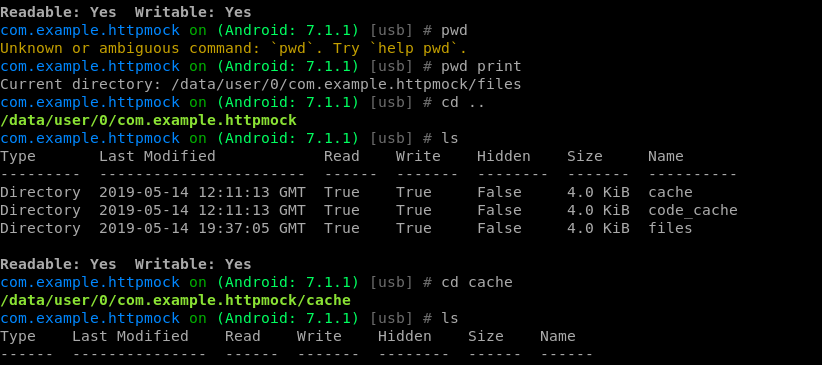 Readable: Yes  Writable: Yes
com.example.httpmock on (Android: 7.1.1) [usb] # pwd
Unknown or ambiguous command: `pwd`. Try `help pwd`.
com.example.httpmock on (Android: 7.1.1) [usb] # pwd print
Current directory: /data/user/0/com.example.httpmock/files
com.example.httpmock on (Android: 7.1.1) [usb] # cd ..
/data/user/0/com.example.httpmock
com.example.httpmock on (Android: 7.1.1) [usb] # ls
Type       Last Modified            Read    Write    Hidden    Size     Name
---------  -----------------------  ------  -------  --------  -------  ----------
Directory  2019-05-14 12:11:13 GMT  True    True     False     4.0 KiB  cache
Directory  2019-05-14 12:11:13 GMT  True    True     False     4.0 KiB  code_cache
Directory  2019-05-14 19:37:05 GMT  True    True     False     4.0 KiB  files
Readable: Yes  Writable: Yes
com.example.httpmock on (Android: 7.1.1) [usb] # cd cache
/data/user/0/com.example.httpmock/cache
com.example.httpmock on (Android: 7.1.1) [usb] # ls
Type    Last Modified    Read    Write    Hidden    Size    Name
------  ---------------  ------  -------  --------  ------  ------